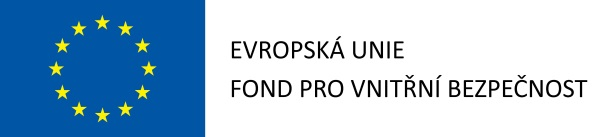 EVROPSKÁ UNIE
FOND PRO VNITŘNÍ BEZPEČNOST